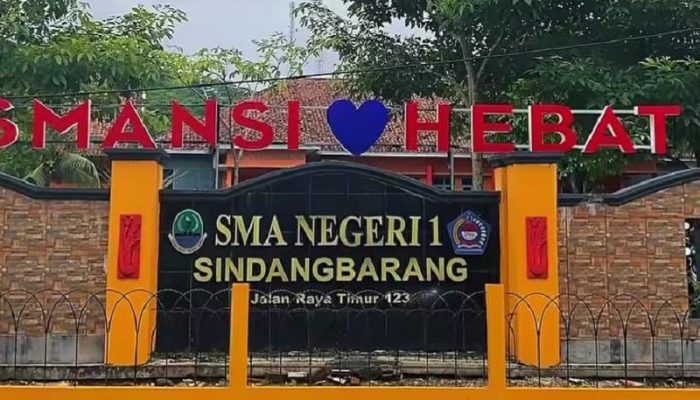 SMANSI HEBAT
SMA NEGERI 1
SINDANGBARANG
Jalan Raya Timur 123